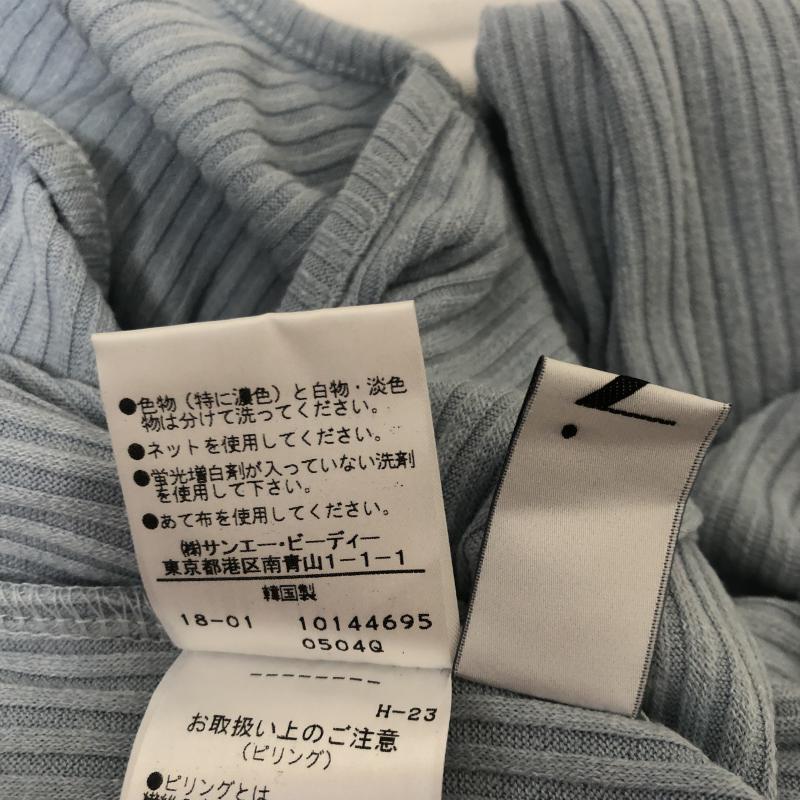 ●色物（特に濃色）と白物・淡色
物は分けて洗ってください。
●ネットを使用してください。
●蛍光増白剤が入っていない洗剤
を使用して下さい。
●あて布を使用してください。
㈱サンエー・ビーディー
東京都港区南青山1-1-1
韓国製
18-01 10144695
0504Q
H-23
お取扱い上のご注意
（ピリング）
●ピリングとは